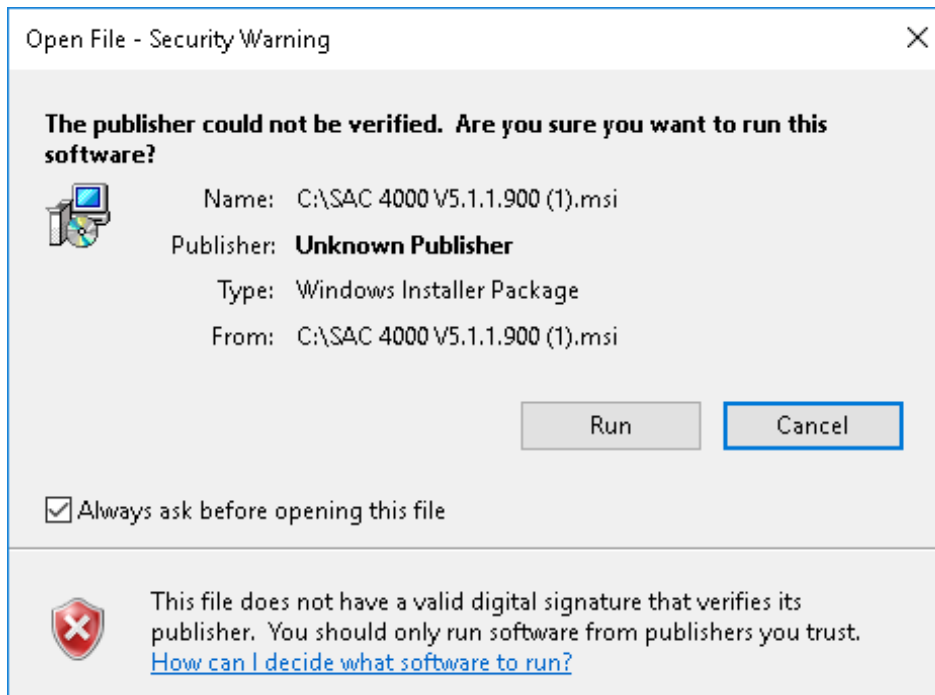 Open File - Security Warning
The publisher could not be verified.  Are you sure you want to run this
software?
Name: C:\SAC 4000 V5.1.1.900 (1).msi
Publisher: Unknown Publisher
Type: Windows Installer Package
From: C:\SAC 4000 V5.1.1.900 (1).msi
Run Cancel
Always ask before opening this file
This file does not have a valid digital signature that verifies its
publisher.  You should only run software from publishers you trust.
How can I decide what software to run?